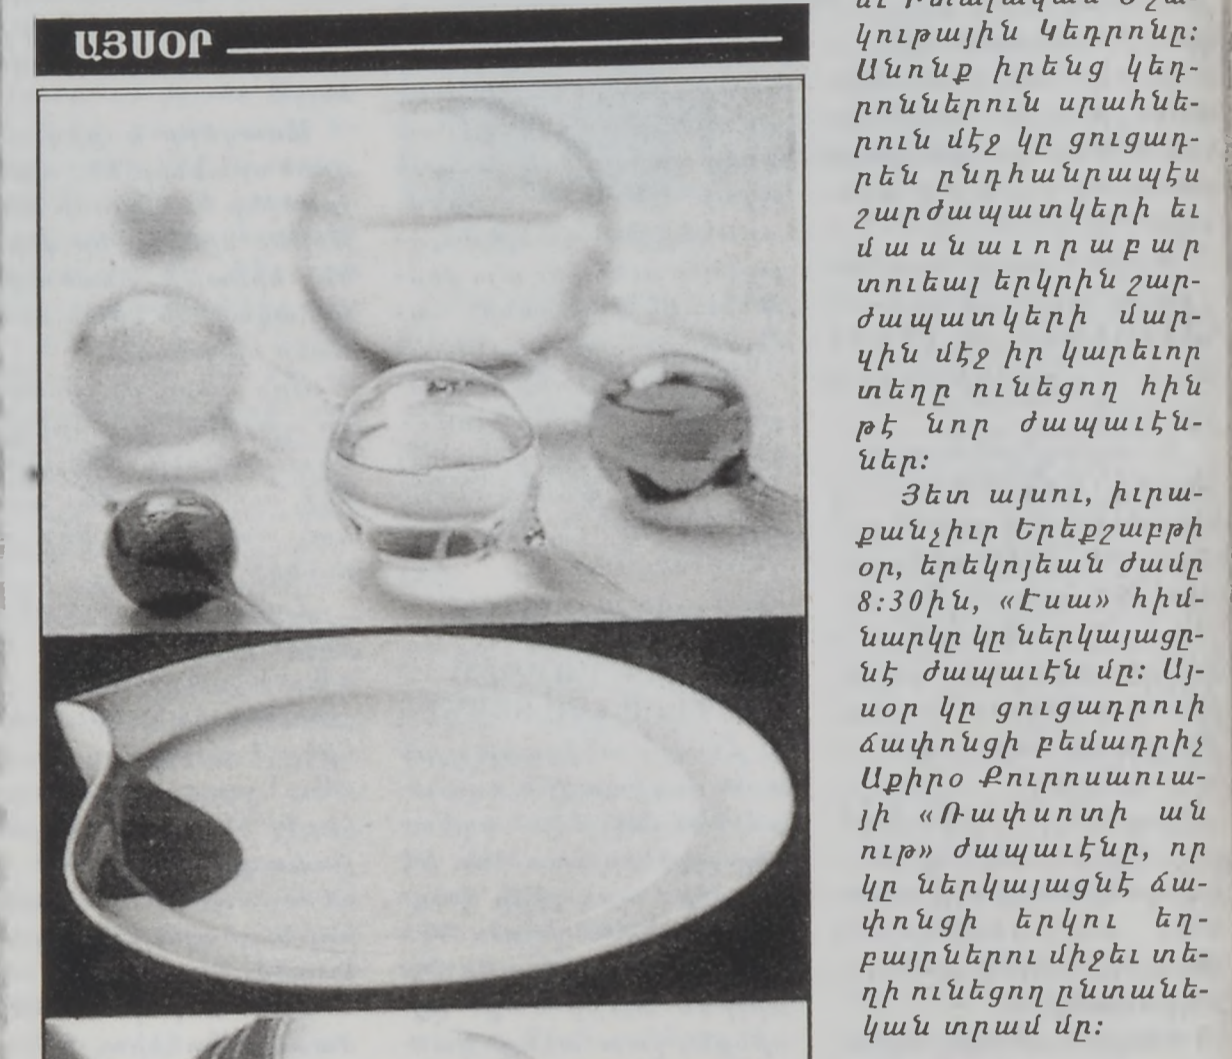 ԱՅՍՕՐ
կութային Կեդրոնը։
Անոնք իրենց կեդ-
րոններուն սրահնե-
րուն մէջ կը ցուցադ-
րեն ընդհանրապէս
շարժապատկերի եւ
մասնաւորաբար
տուեալ երկրին շար-
ժապատկերի մար-
զին մէջ իր կարեւոր
տեղը ունեցող հին
թէ նոր ժապաւէն-
ներ։
Յետ այսու, իւրա-
քանչիւր Երեքշաբթի
օր, երեկոյեան ժամը
8:30ին, «Էսա» հիմ-
նարկը կը ներկայացը-
նէ ժապաւէն մը։ Այ-
սօր կը ցուցադրուի
ճափոնցի բեմադրիչ
Աքիրօ Քուրոսաուա-
յի «Ռափսոտի ան
ութ» ժապաւէնը, որ
կը ներկայացնէ ճա-
փոնցի երկու եղ-
բայրներու միջեւ տե-
ղի ունեցող ընտանե-
կան տրամ մը։